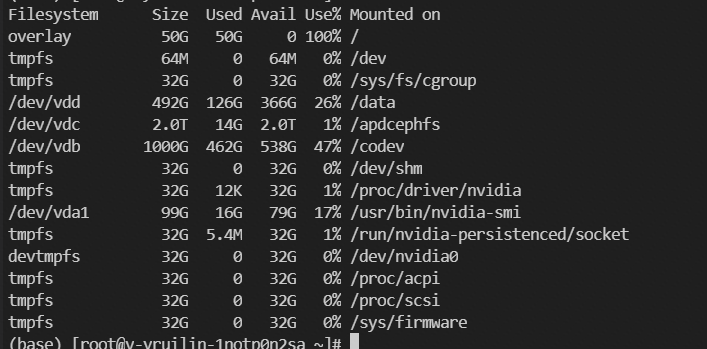 Filesystem Size Used Avail Use% Mounted on
overlay 50G 50G 0 100% /
tmpfs 64M 0 64M 0% /dev
tmpfs 32G 0 32G 0% /sys/fs/cgroup
/dev/vdd 492G 126G 366G 26% /data
/dev/vdc 2.0T 14G 2.0T 1% /apdcephfs
/dev/vdb 1000G 462G 538G 47% /codev
tmpfs 32G 0 32G 0% /dev/shm
tmpfs 32G 12K 32G 1% /proc/driver/nvidia
/dev/vda1 99G 16G 79G 17% /usr/bin/nvidia-smi
tmpfs 32G 5.4M 32G 1% /run/nvidia-persistenced/socket
devtmpfs 32G 0 32G 0% /dev/nvidia0
tmpfs 32G 0 32G 0% /proc/acpi
tmpfs 32G 0 32G 0% /proc/scsi
tmpfs 32G 0 32G 0% /sys/firmware
(base) ~]#